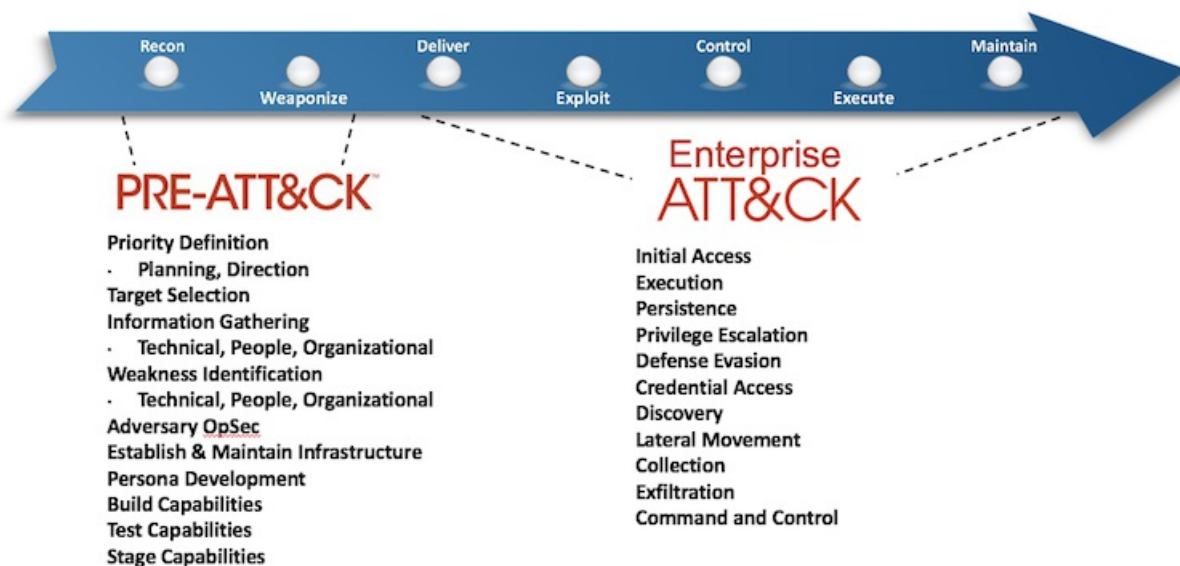 Recon
Weaponize
Deliver
Exploit
Control
Execute
Maintain
PRE-ATT&CK™
Priority Definition
· Planning, Direction
Target Selection
Information Gathering
· Technical, People, Organizational
Weakness Identification
· Technical, People, Organizational
Adversary OpSec
Establish & Maintain Infrastructure
Persona Development
Build Capabilities
Test Capabilities
Stage Capabilities
Enterprise
ATT&CK
Initial Access
Execution
Persistence
Privilege Escalation
Defense Evasion
Credential Access
Discovery
Lateral Movement
Collection
Exfiltration
Command and Control